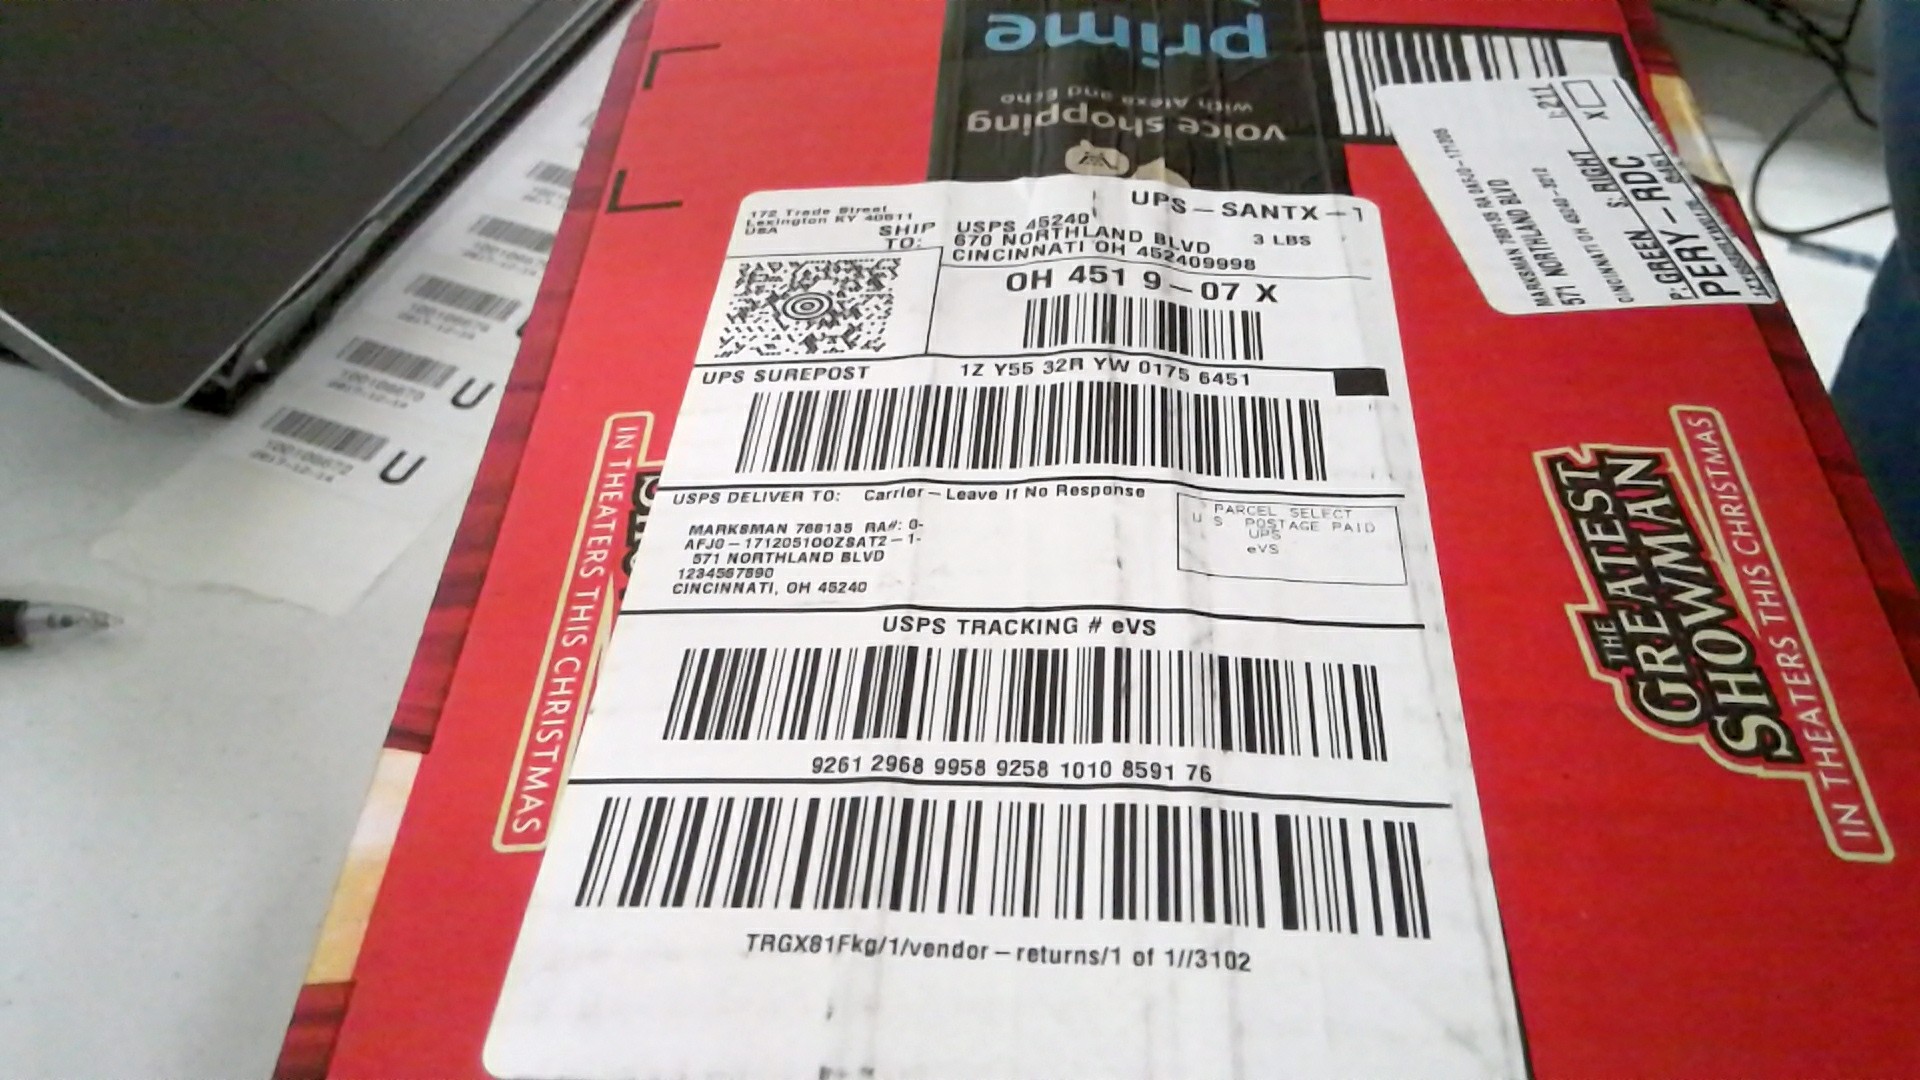 prime
with Alexa and Echo
voice shopping
172 Trade Street
Lexington KY 40511
USA
UPS - SANTX - 1
SHIP
TO:
USPS 45240
670 NORTHLAND BLVD
CINCINNATI OH 452409998
3 LBS
OH 451 9 - 07 X
UPS SUREPOST
1Z Y55 32R YW 0175 6451
USPS DELIVER TO: Carrier - Leave If No Response
MARKSMAN 768135 RA#: 0-
AFJ0 - 171205100ZSAT2 - 1-
571 NORTHLAND BLVD
1234567890
CINCINNATI, OH 45240
PARCEL SELECT
U S POSTAGE PAID
UPS
eVS
USPS TRACKING # eVS
9261 2968 9958 9258 1010 8591 76
TRGX81Fkg/1/vendor - returns/1 of 1//3102
571 NORTHLAND BLVD
CINCINNATI OH 45240-2012
P. GREEN
S: RIGHT
PERY - RDC
X
IN THEATERS THIS CHRISTMAS
THE
GREATEST
SHOWMAN
IN THEATERS THIS CHRISTMAS
U
U